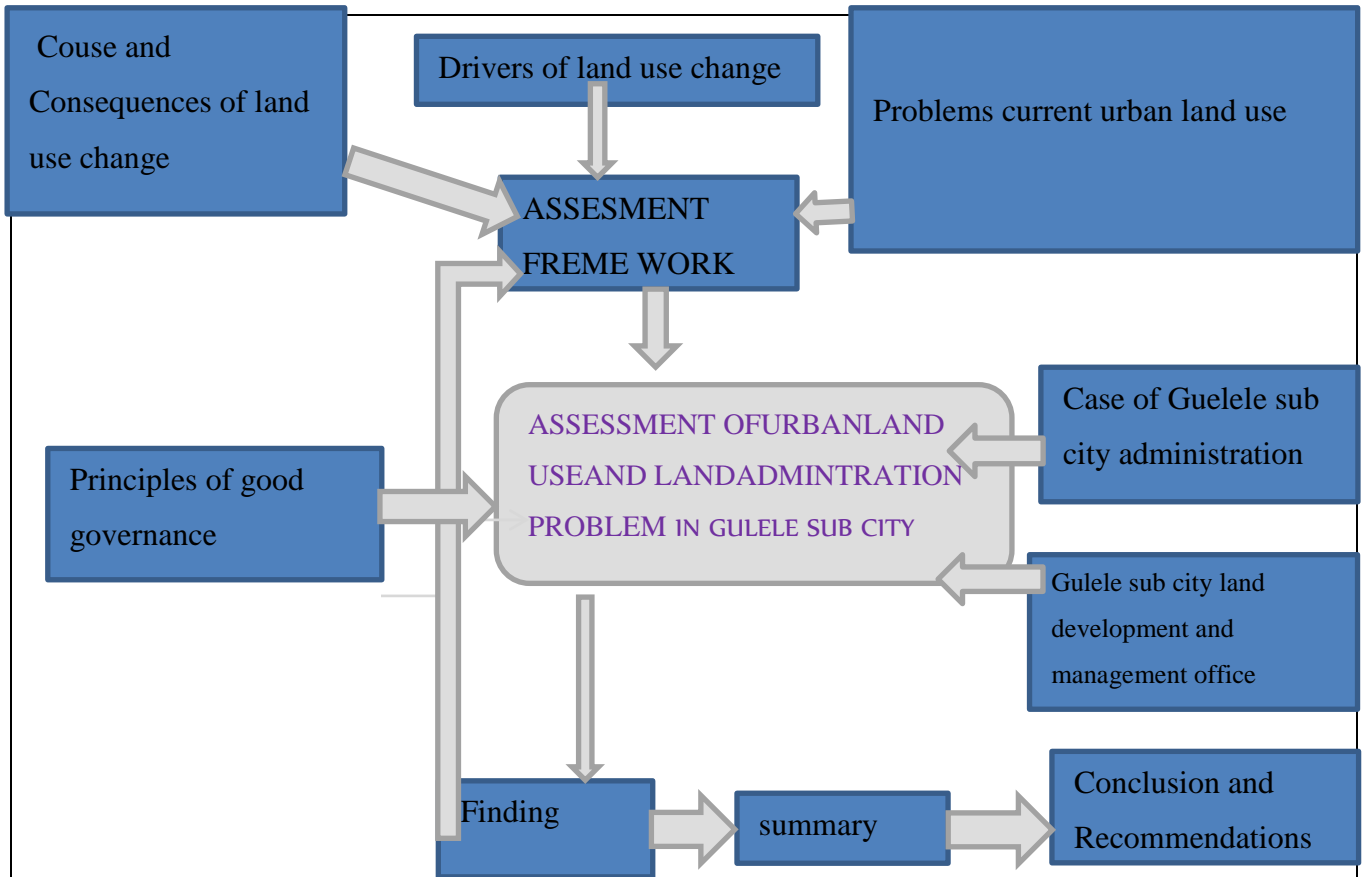 Couse and
Consequences of land
use change
Drivers of land use change
Problems current urban land use
ASSESMENT
FREME WORK
ASSESSMENT OFURBANLAND
USEAND LANDADMINTRATION
PROBLEM IN GULELE SUB CITY
Case of Guelele sub
city administration
Principles of good
governance
Gulele sub city land
development and
management office
Finding
summary
Conclusion and
Recommendations